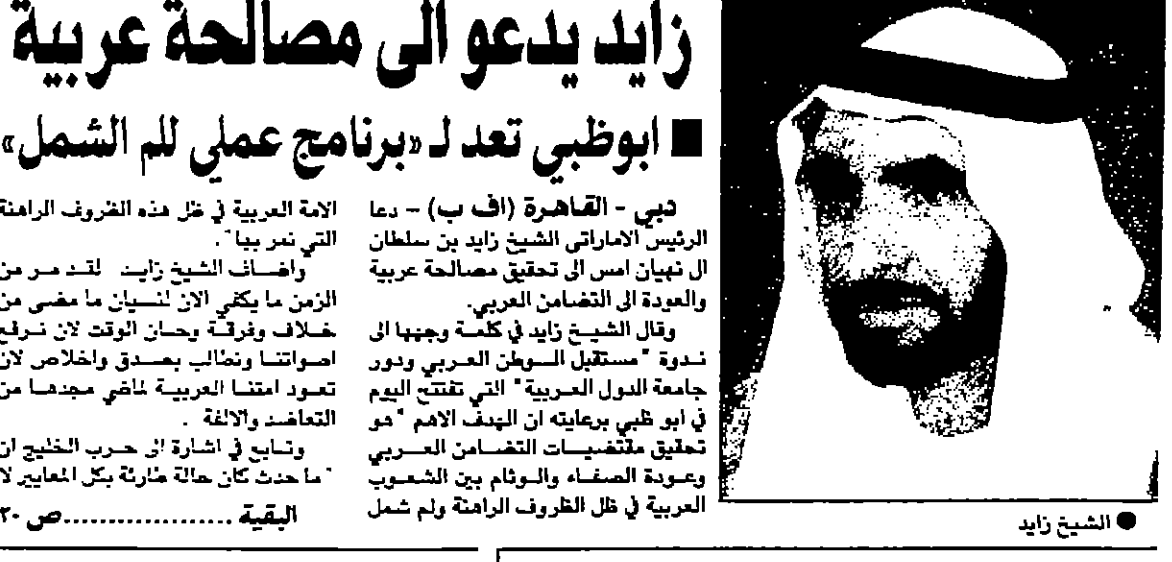 زايد يدعو الى مصالحة عربية
■ ابوظبي تعد لـ «برنامج عملي للم الشمل»
دبي - القاهرة (اف ب) - دعا
الرئيس الاماراتي الشيخ زايد بن سلطان
ال نهيان امس الى تحقيق مصالحة عربية
والعودة الى التضامن العربي.
وقال الشيخ زايد في كلمة وجهها الى
ندوة "مستقبل الوطن العربي ودور
جامعة الدول العربية" التي تفتتح اليوم
في ابو ظبي برعايته ان الهدف الاهم "هو
تحقيق مقتضيات التضامن العربي
وعودة الصفاء والوئام بين الشعوب
العربية في ظل الظروف الراهنة ولم شمل
الامة العربية في ظل هذه الظروف الراهنة
التي نمر بها".
واضاف الشيخ زايد لقد مر من
الزمن ما يكفي الان لنسيان ما مضى من
خلاف وفرقة وحان الوقت لان نرفع
اصواتنا ونطالب بصدق واخلاص لان
تعود امتنا العربية لماضي مجدها من
التعاضد والالفة .
وتابع في اشارة الى حرب الخليج ان
"ما حدث كان حالة طارئة بكل المعايير لا
البقية ..................ص ٢٠
● الشيخ زايد